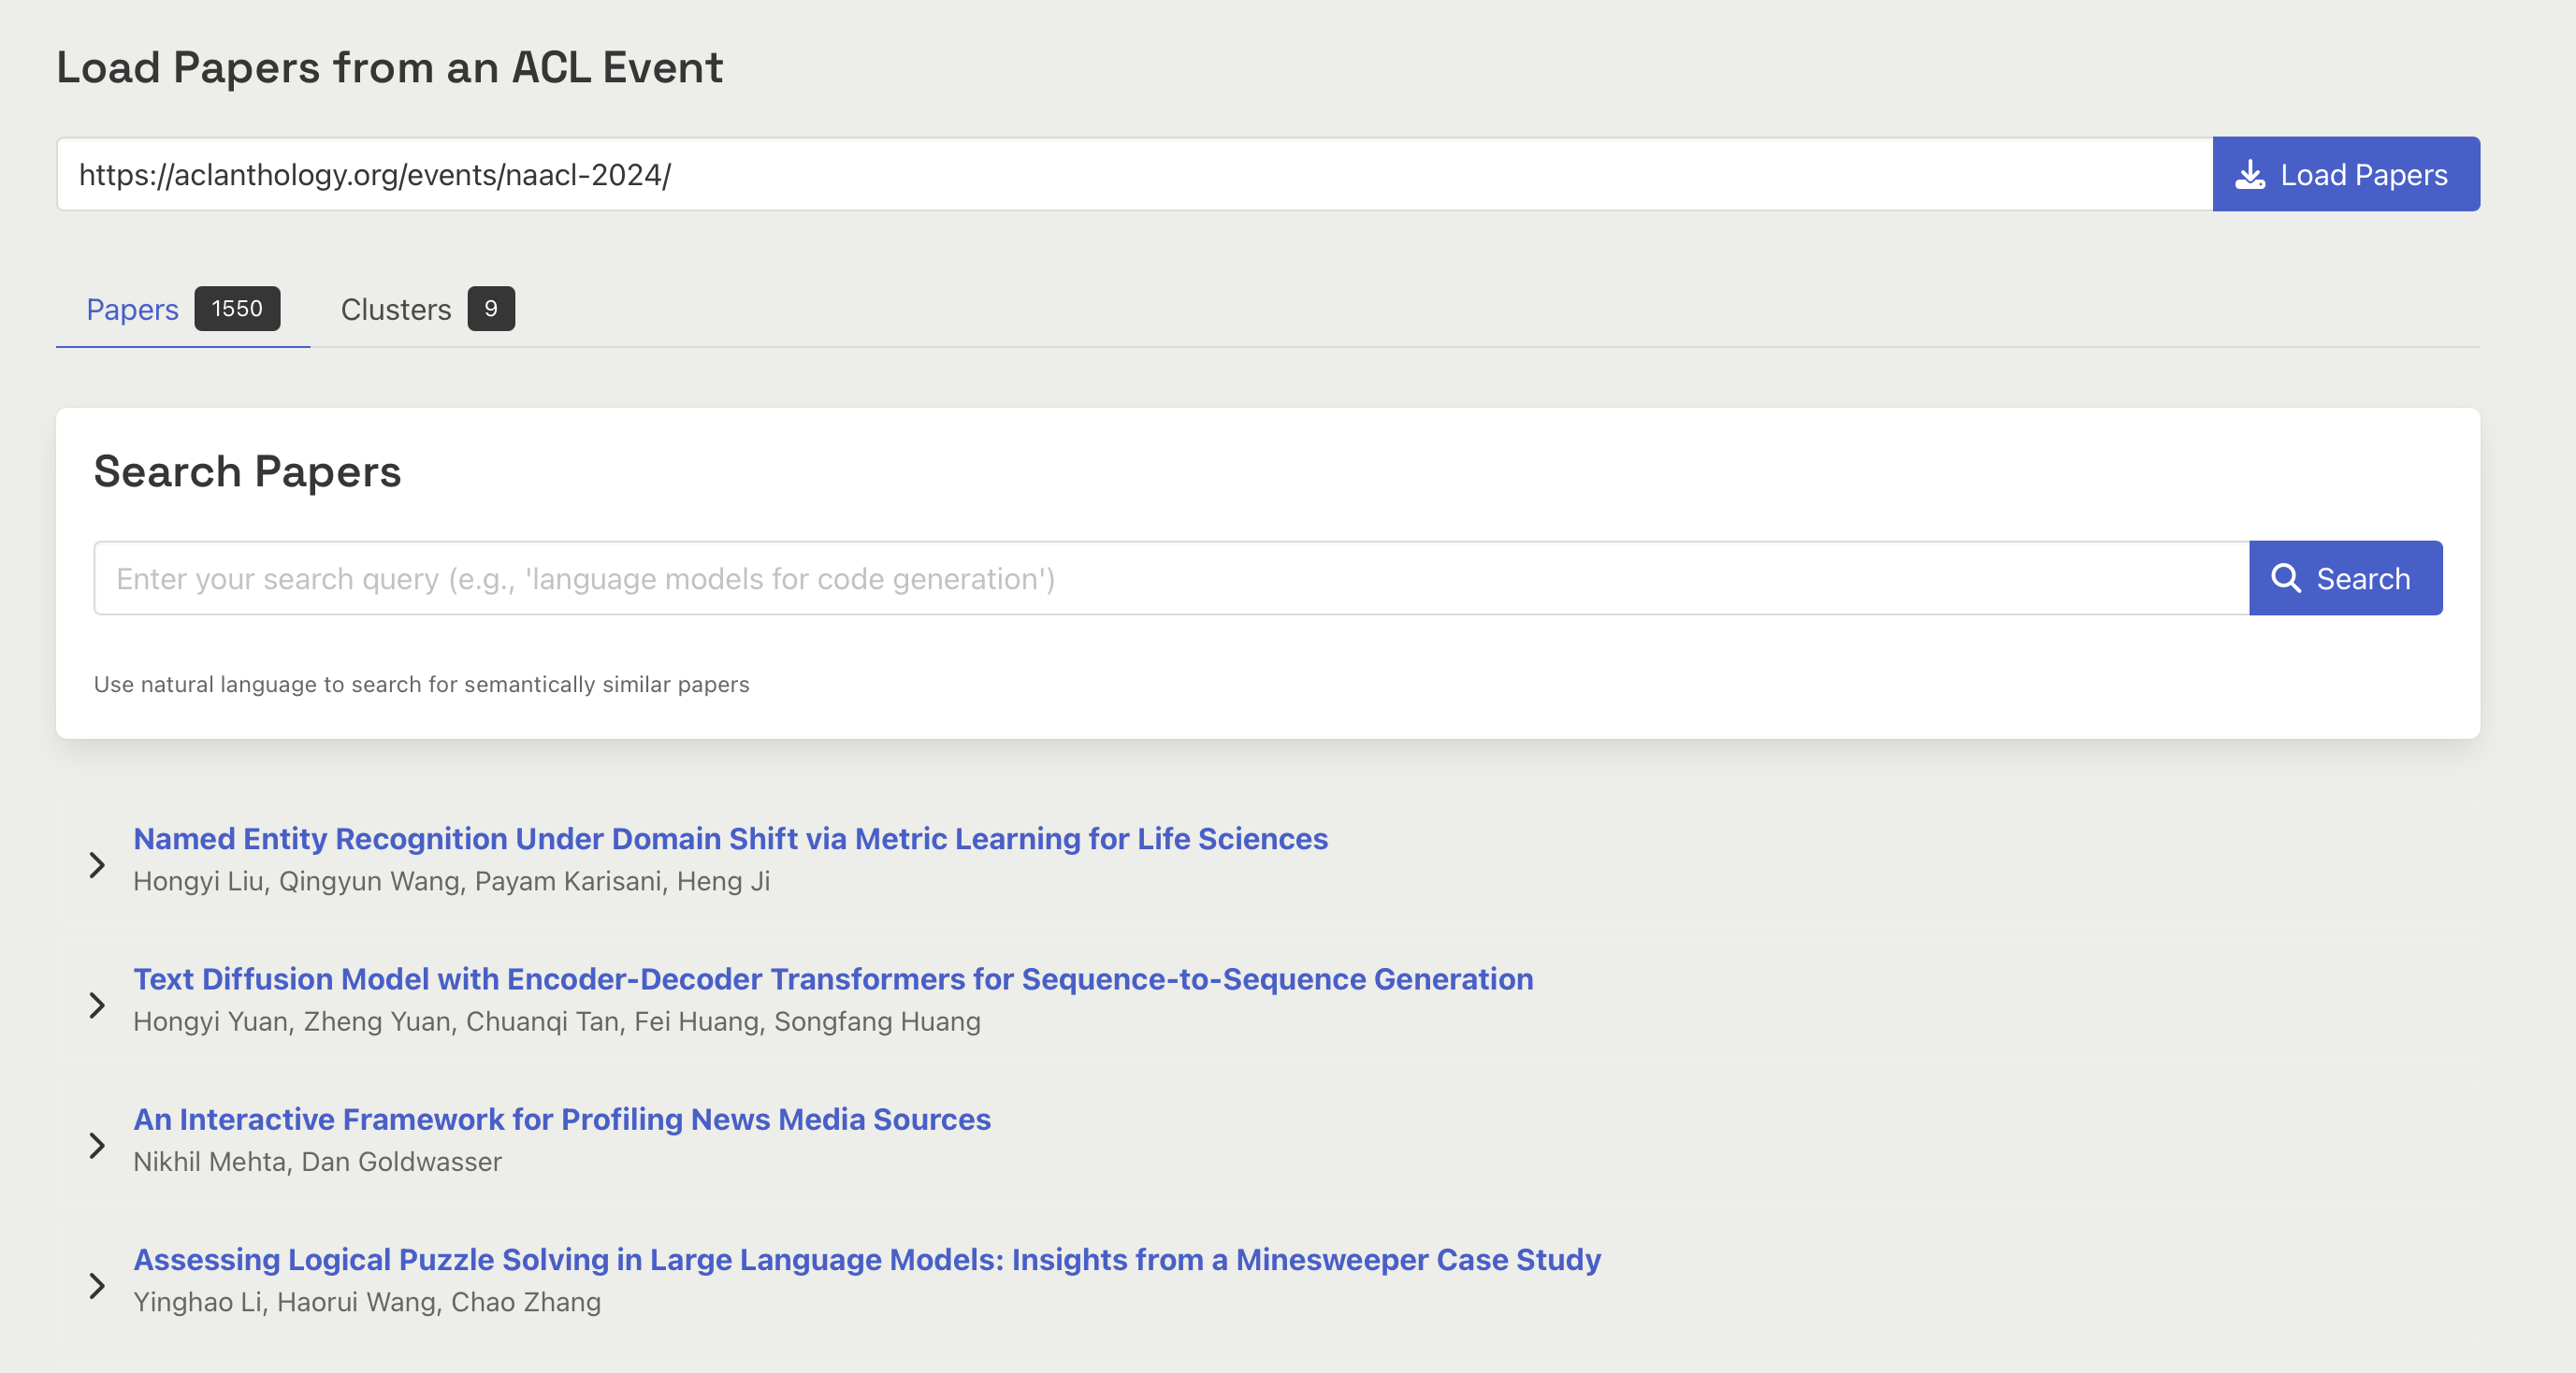 Load Papers from an ACL Event
https://aclanthology.org/events/naacl-2024/
Load Papers
Papers 1550 Clusters 9
Search Papers
Enter your search query (e.g., 'language models for code generation')
Search
Use natural language to search for semantically similar papers
Named Entity Recognition Under Domain Shift via Metric Learning for Life Sciences
Hongyi Liu, Qingyun Wang, Payam Karisani, Heng Ji
Text Diffusion Model with Encoder-Decoder Transformers for Sequence-to-Sequence Generation
Hongyi Yuan, Zheng Yuan, Chuanqi Tan, Fei Huang, Songfang Huang
An Interactive Framework for Profiling News Media Sources
Nikhil Mehta, Dan Goldwasser
Assessing Logical Puzzle Solving in Large Language Models: Insights from a Minesweeper Case Study
Yinghao Li, Haorui Wang, Chao Zhang